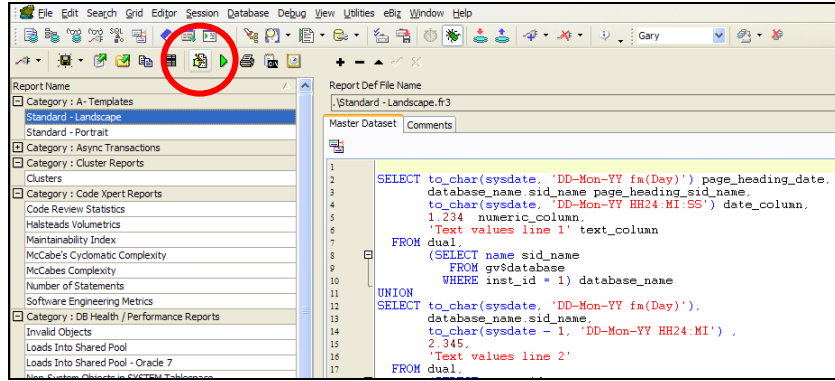 File Edit Search Grid Editor Session Database Debug View Utilities eBiz Window Help
Gary
Report Name
Category : A- Templates
Standard - Landscape
Standard - Portrait
Category : Async Transactions
Category : Cluster Reports
Clusters
Category : Code Xpert Reports
Code Review Statistics
Halsteads Volumetrics
Maintainability Index
McCabe's Cyclomatic Complexity
McCabes Complexity
Number of Statements
Software Engineering Metrics
Category : DB Health / Performance Reports
Invalid Objects
Loads Into Shared Pool
Loads Into Shared Pool - Oracle 7
Non-System Objects in SYSTEM Tablespace
Report Def File Name
.\Standard - Landscape.fr3
Master Dataset Comments
1
2 SELECT to_char(sysdate, 'DD-Mon-YY fm(Day)') page_heading_date,
3 database_name.sid_name page_heading_sid_name,
4 to_char(sysdate, 'DD-Mon-YY HH24:MI:SS') date_column,
5 1.234 numeric_column,
6 'Text values line 1' text_column
7 FROM dual,
8 (SELECT name sid_name
9 FROM gv$database
10 WHERE inst_id = 1) database_name
11 UNION
12 SELECT to_char(sysdate, 'DD-Mon-YY fm(Day)'),
13 database_name.sid_name,
14 to_char(sysdate - 1, 'DD-Mon-YY HH24:MI') ,
15 2.345,
16 'Text values line 2'
17 FROM dual,